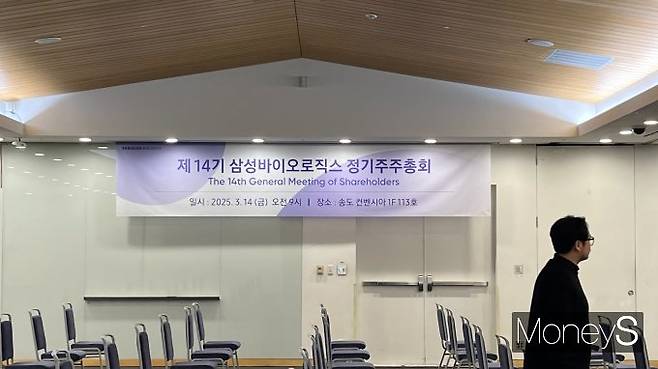 제 14기 삼성바이오로직스 정기주주총회
The 14th General Meeting of Shareholders
일시 : 2025. 3. 14 (금) 오전 9시 | 장소 : 송도 컨벤시아 1F 113호
MoneyS